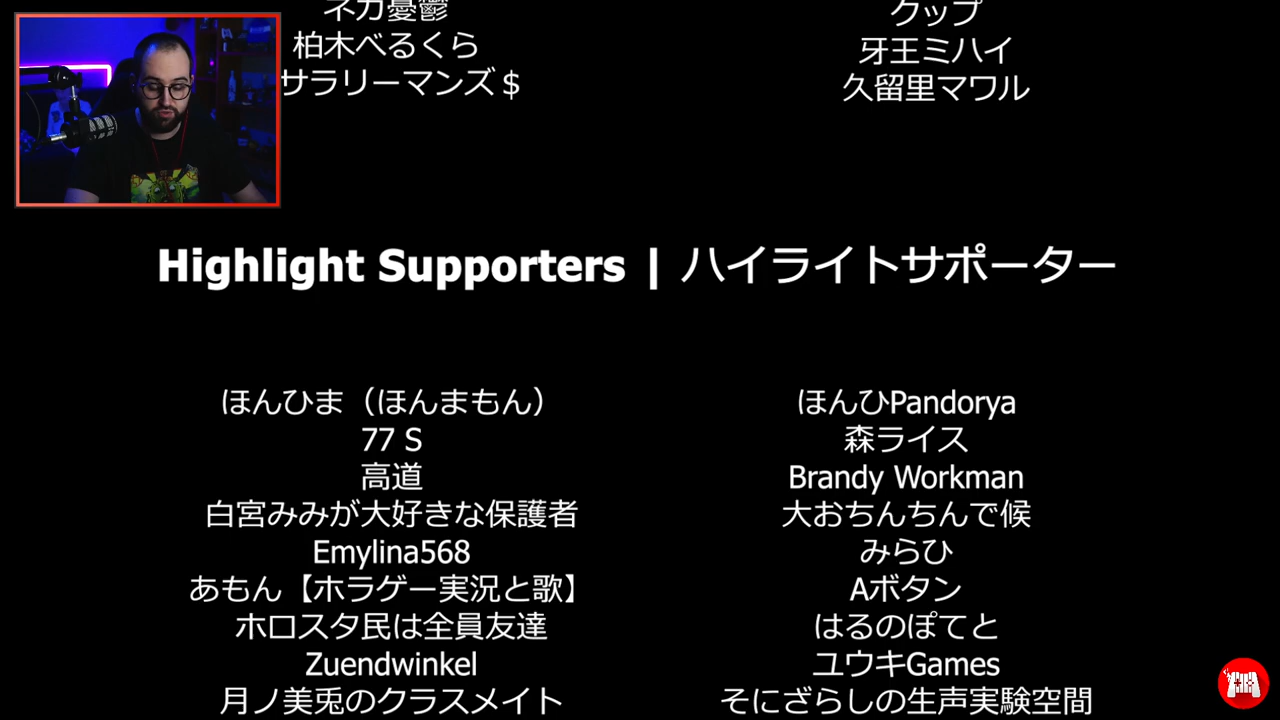 ネガ憂鬱
柏木べるくら
サラリーマンズ＄
クップ
牙王ミハイ
久留里マワル
Highlight Supporters | ハイライトサポーター
ほんひま（ほんまもん）
77 S
高道
白宮みみが大好きな保護者
Emylina568
あもん【ホラゲー実況と歌】
ホロスタ民は全員友達
Zuendwinkel
月ノ美兎のクラスメイト
ほんひPandorya
森ライス
Brandy Workman
大おちんちんで候
みらひ
Aボタン
はるのぽてと
ユウキGames
そにざらしの生声実験空間